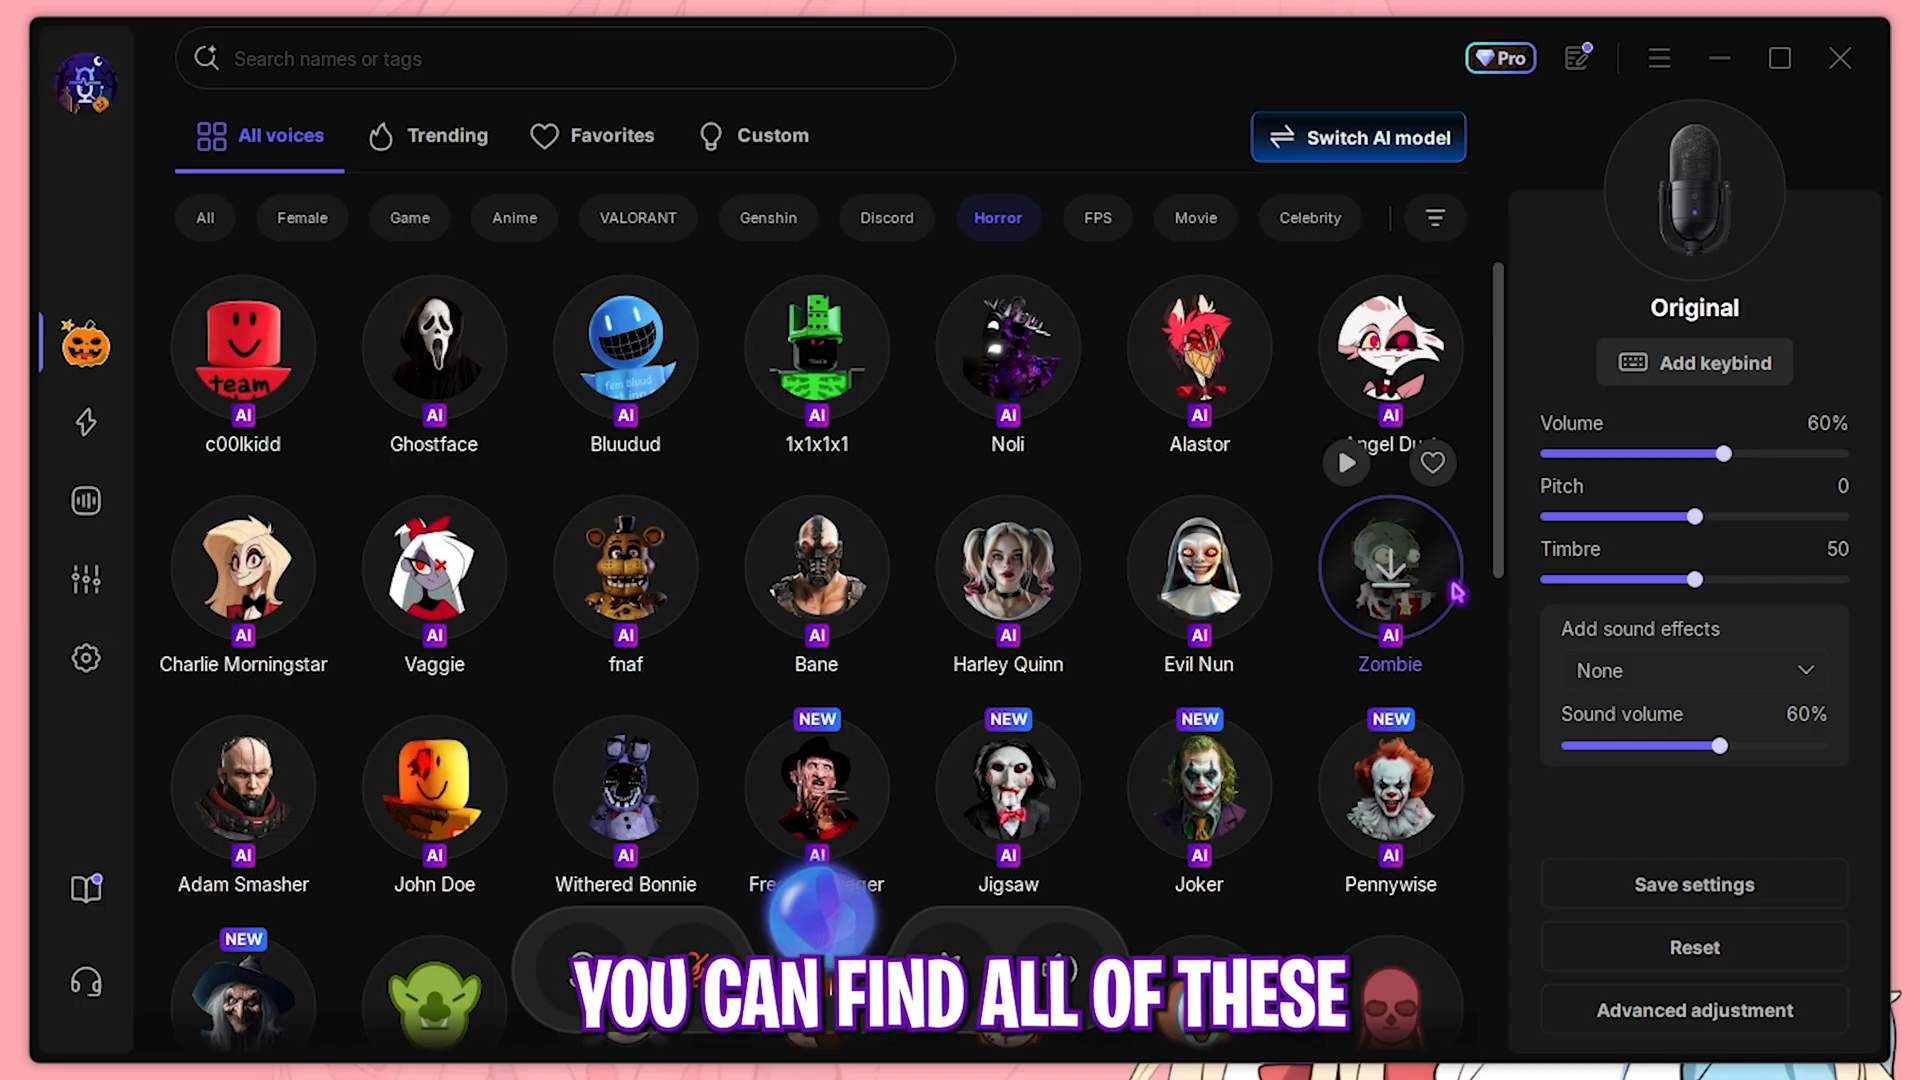 Search names or tags
Pro
All voices
Trending
Favorites
Custom
Switch AI model
All
Female
Game
Anime
VALORANT
Genshin
Discord
Horror
FPS
Movie
Celebrity
team
AI
AI
AI
AI
AI
AI
AI
c00lkidd
Ghostface
Bluudud
1x1x1x1
Noli
Alastor
AI
AI
AI
AI
AI
AI
AI
Charlie Morningstar
Vaggie
fnaf
Bane
Harley Quinn
Evil Nun
Zombie
NEW
NEW
NEW
NEW
AI
AI
AI
AI
AI
AI
AI
Adam Smasher
John Doe
Withered Bonnie
Jigsaw
Joker
Pennywise
NEW
YOU CAN FIND ALL OF THESE
Original
Add keybind
Volume 60%
Pitch 0
Timbre 50
Add sound effects
None
Sound volume 60%
Save settings
Reset
Advanced adjustment